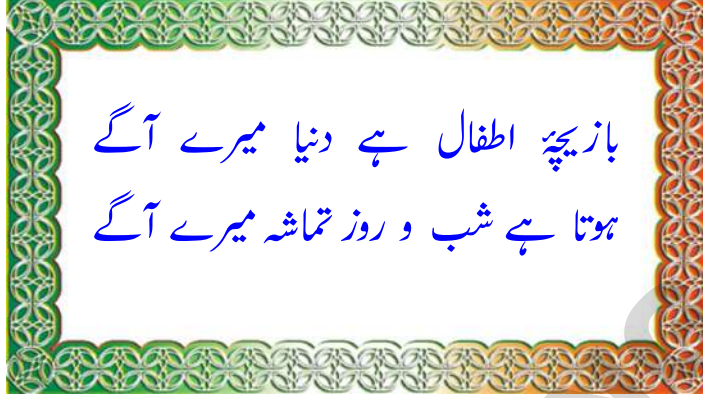 بازیچۂ اطفال ہے دنیا میرے آگے
ہوتا ہے شب و روز تماشہ میرے آگے